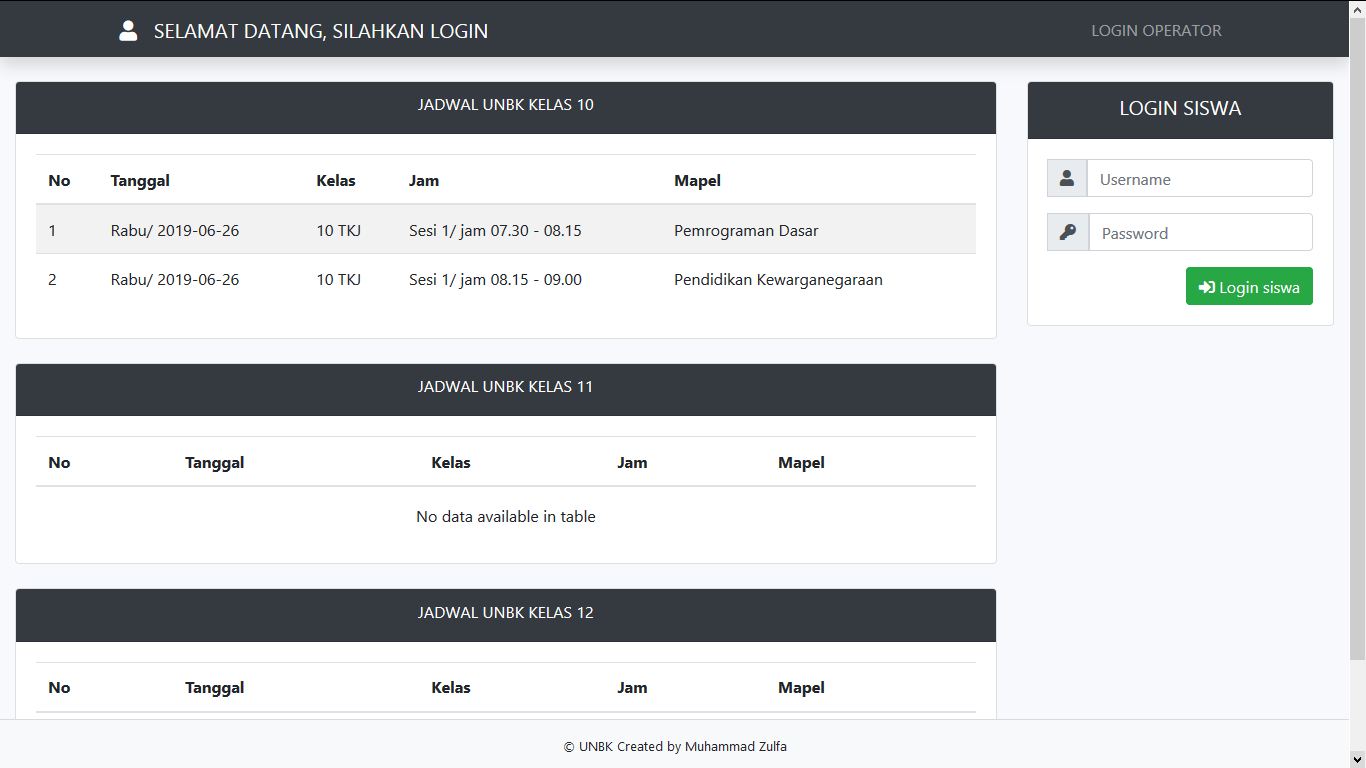 SELAMAT DATANG, SILAHKAN LOGIN
LOGIN OPERATOR
JADWAL UNBK KELAS 10
No Tanggal Kelas Jam Mapel
1 Rabu/ 2019-06-26 10 TKJ Sesi 1/ jam 07.30 - 08.15 Pemrograman Dasar
2 Rabu/ 2019-06-26 10 TKJ Sesi 1/ jam 08.15 - 09.00 Pendidikan Kewarganegaraan
JADWAL UNBK KELAS 11
No Tanggal Kelas Jam Mapel
No data available in table
JADWAL UNBK KELAS 12
No Tanggal Kelas Jam Mapel
LOGIN SISWA
Username
Password
Login siswa
© UNBK Created by Muhammad Zulfa